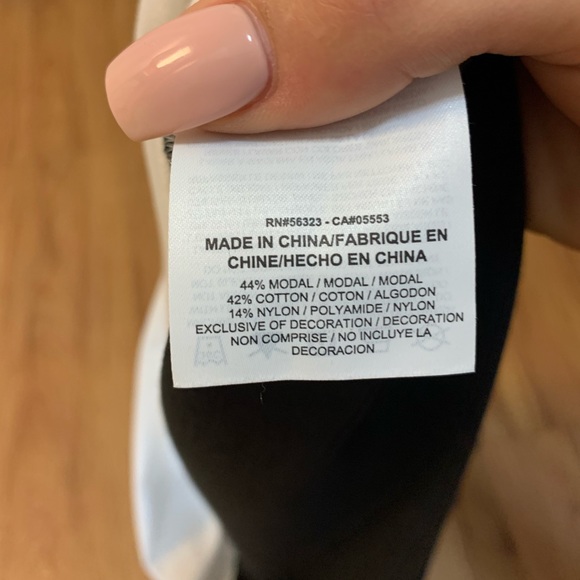 RN#56323 - CA#05553
MADE IN CHINA/FABRIQUE EN
CHINE/HECHO EN CHINA
44% MODAL / MODAL / MODAL
42% COTTON / COTON / ALGODON
14% NYLON / POLYAMIDE / NYLON
EXCLUSIVE OF DECORATION / DECORATION
NON COMPRISE / NO INCLUYE LA
DECORACION